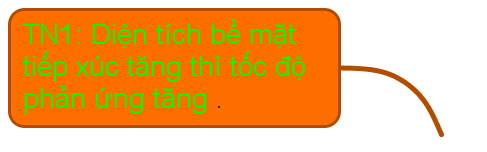 TN1: Diện tích bề mặt
tiếp xúc tăng thì tốc độ
phản ứng tăng .